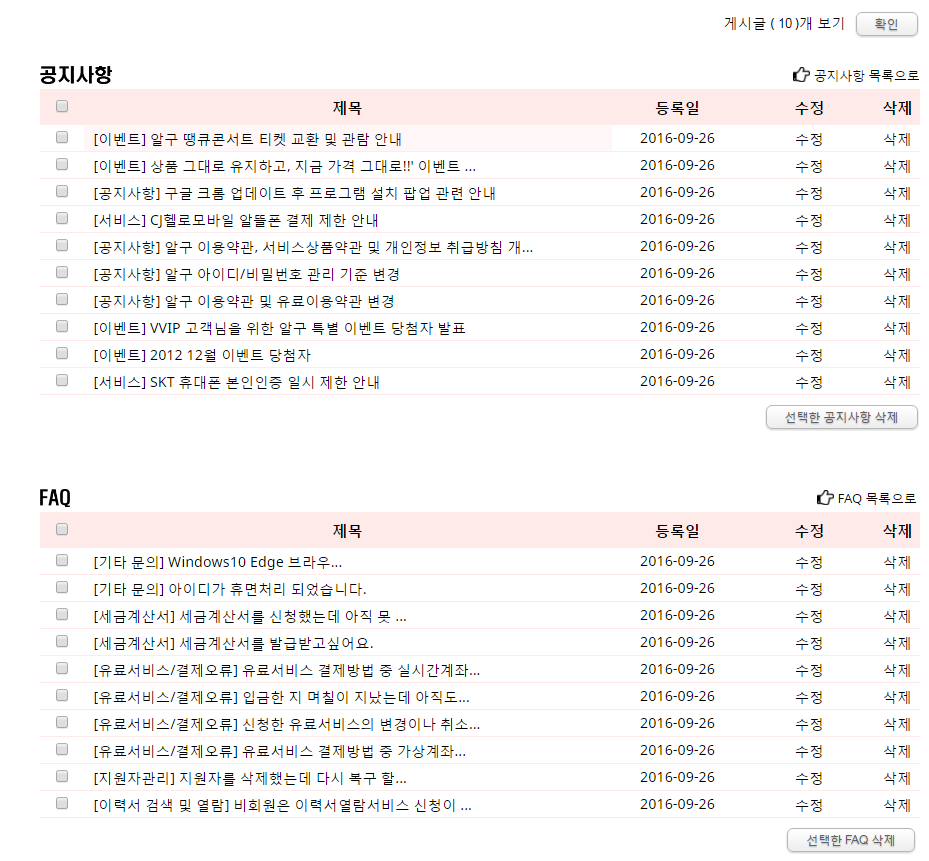 게시글 ( 10 )개 보기 확인
공지사항 공지사항 목록으로
제목 등록일 수정 삭제
[이벤트] 알구 땡큐콘서트 티켓 교환 및 관람 안내 2016-09-26 수정 삭제
[이벤트] 상품 그대로 유지하고, 지금 가격 그대로!!' 이벤트 ... 2016-09-26 수정 삭제
[공지사항] 구글 크롬 업데이트 후 프로그램 설치 팝업 관련 안내 2016-09-26 수정 삭제
[서비스] CJ헬로모바일 알뜰폰 결제 제한 안내 2016-09-26 수정 삭제
[공지사항] 알구 이용약관, 서비스상품약관 및 개인정보 취급방침 개... 2016-09-26 수정 삭제
[공지사항] 알구 아이디/비밀번호 관리 기준 변경 2016-09-26 수정 삭제
[공지사항] 알구 이용약관 및 유료이용약관 변경 2016-09-26 수정 삭제
[이벤트] VVIP 고객님을 위한 알구 특별 이벤트 당첨자 발표 2016-09-26 수정 삭제
[이벤트] 2012 12월 이벤트 당첨자 2016-09-26 수정 삭제
[서비스] SKT 휴대폰 본인인증 일시 제한 안내 2016-09-26 수정 삭제
선택한 공지사항 삭제
FAQ FAQ 목록으로
제목 등록일 수정 삭제
[기타 문의] Windows10 Edge 브라우... 2016-09-26 수정 삭제
[기타 문의] 아이디가 휴면처리 되었습니다. 2016-09-26 수정 삭제
[세금계산서] 세금계산서를 신청했는데 아직 못 ... 2016-09-26 수정 삭제
[세금계산서] 세금계산서를 발급받고싶어요. 2016-09-26 수정 삭제
[유료서비스/결제오류] 유료서비스 결제방법 중 실시간계좌... 2016-09-26 수정 삭제
[유료서비스/결제오류] 입금한 지 며칠이 지났는데 아직도... 2016-09-26 수정 삭제
[유료서비스/결제오류] 신청한 유료서비스의 변경이나 취소... 2016-09-26 수정 삭제
[유료서비스/결제오류] 유료서비스 결제방법 중 가상계좌... 2016-09-26 수정 삭제
[지원자관리] 지원자를 삭제했는데 다시 복구 할... 2016-09-26 수정 삭제
[이력서 검색 및 열람] 비회원은 이력서열람서비스 신청이 ... 2016-09-26 수정 삭제
선택한 FAQ 삭제